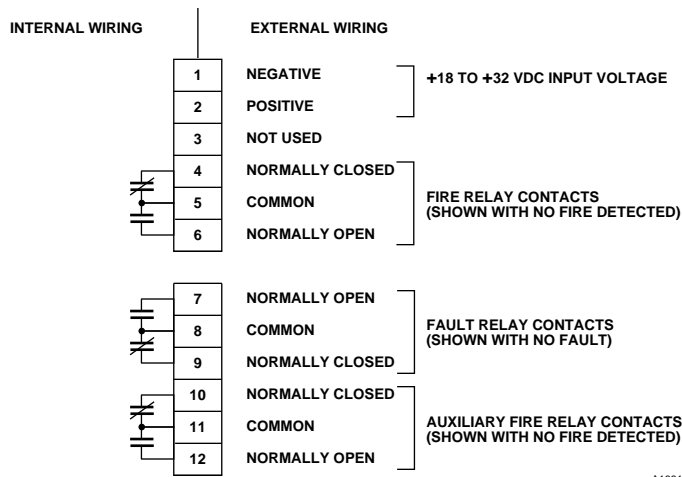 INTERNAL WIRING
EXTERNAL WIRING
1 NEGATIVE
2 POSITIVE
+18 TO +32 VDC INPUT VOLTAGE
3 NOT USED
4 NORMALLY CLOSED
5 COMMON
6 NORMALLY OPEN
FIRE RELAY CONTACTS
(SHOWN WITH NO FIRE DETECTED)
7 NORMALLY OPEN
8 COMMON
9 NORMALLY CLOSED
FAULT RELAY CONTACTS
(SHOWN WITH NO FAULT)
10 NORMALLY CLOSED
11 COMMON
12 NORMALLY OPEN
AUXILIARY FIRE RELAY CONTACTS
(SHOWN WITH NO FIRE DETECTED)